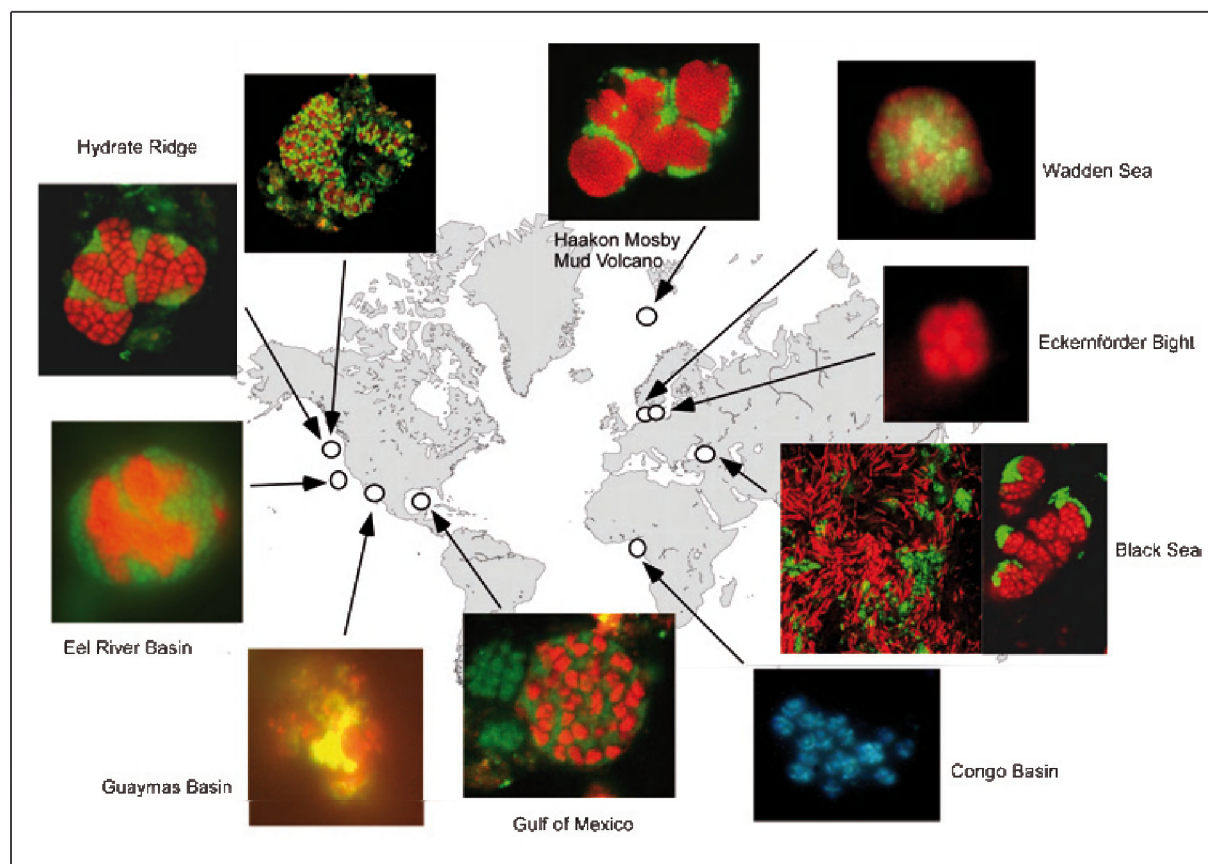 Hydrate Ridge
Haakon Mosby
Mud Volcano
Wadden Sea
Eckernförder Bight
Black Sea
Eel River Basin
Guaymas Basin
Gulf of Mexico
Congo Basin